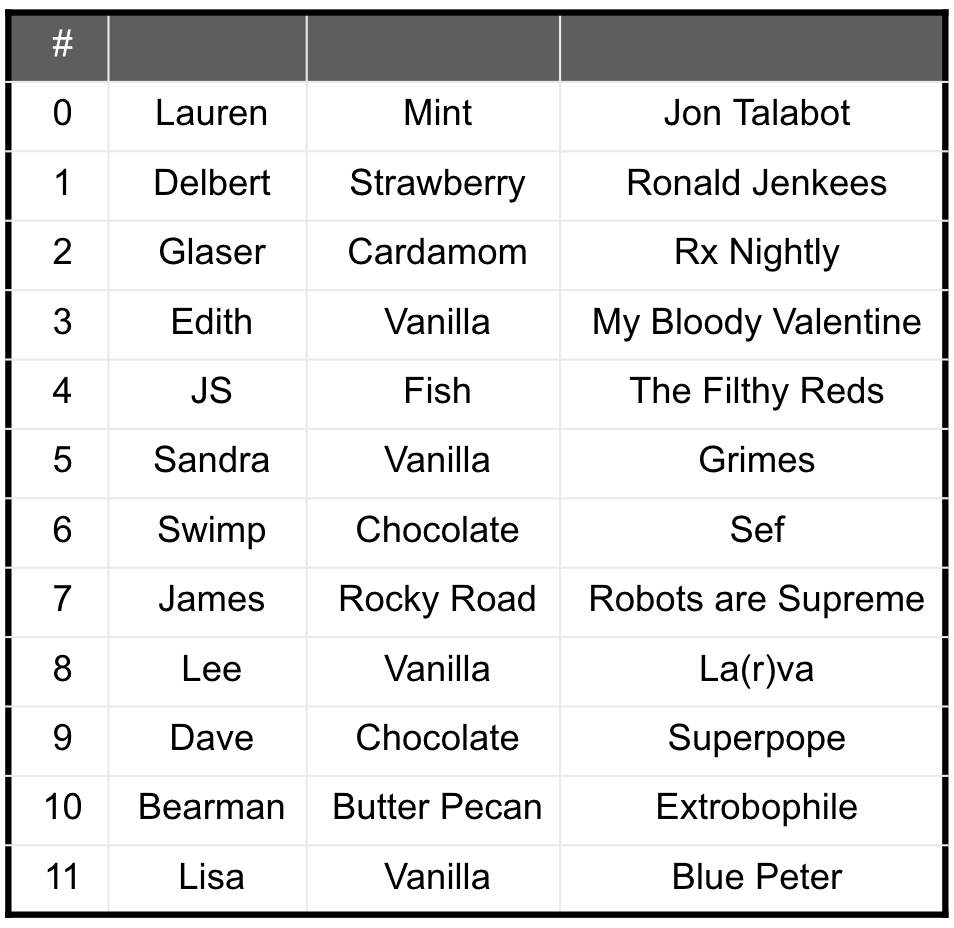 #
0 Lauren Mint Jon Talabot
1 Delbert Strawberry Ronald Jenkees
2 Glaser Cardamom Rx Nightly
3 Edith Vanilla My Bloody Valentine
4 JS Fish The Filthy Reds
5 Sandra Vanilla Grimes
6 Swimp Chocolate Sef
7 James Rocky Road Robots are Supreme
8 Lee Vanilla La(r)va
9 Dave Chocolate Superpope
10 Bearman Butter Pecan Extrobophile
11 Lisa Vanilla Blue Peter